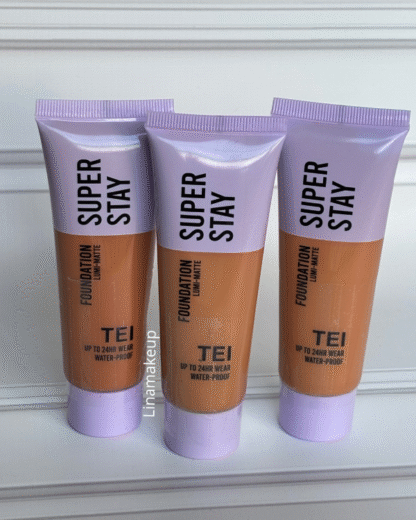 SUPER
STAY
FOUNDATION
LUMI-MATTE
TEI
UP TO 24HR WEAR
WATER-PROOF
SUPER
STAY
FOUNDATION
LUMI-MATTE
TEI
UP TO 24HR WEAR
WATER-PROOF
SUPER
STAY
FOUNDATION
LUMI-MATTE
TEI
UP TO 24HR WEAR
WATER-PROOF
Linamakeup